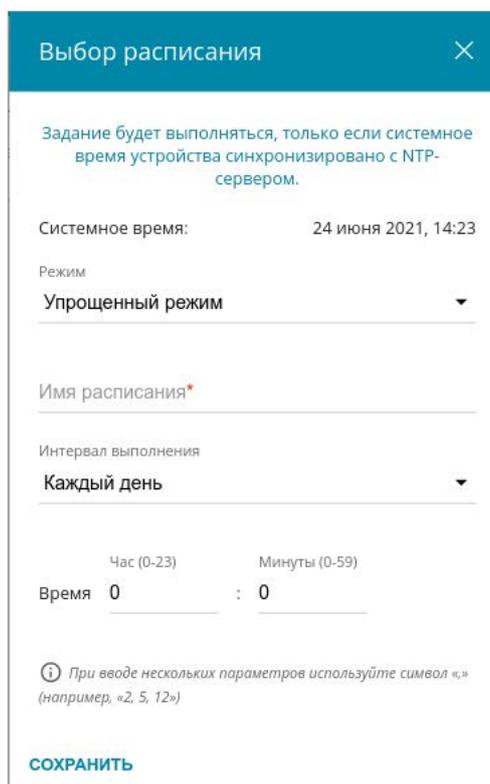 Выбор расписания
Задание будет выполняться, только если системное
время устройства синхронизировано с NTP-
сервером.
Системное время: 24 июня 2021, 14:23
Режим
Упрощенный режим
Имя расписания*
Интервал выполнения
Каждый день
Час (0-23) Минуты (0-59)
Время 0 : 0
При вводе нескольких параметров используйте символ «,»
(например, «2, 5, 12»)
СОХРАНИТЬ